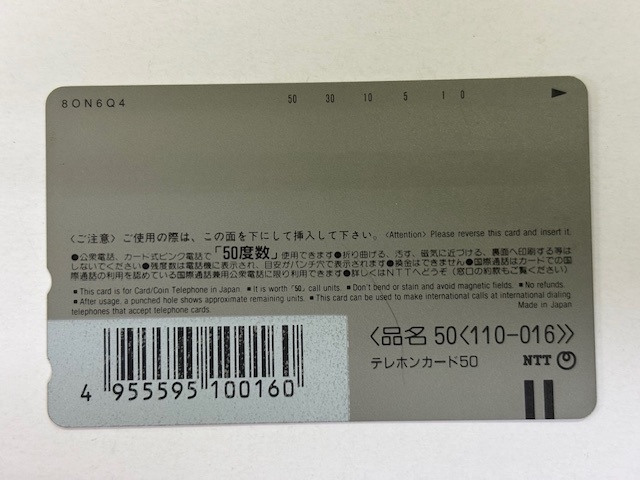 8ON6Q4
50 30 10 5 1 0
〈ご注意〉ご使用の際は、この面を下にして挿入して下さい。〈Attention〉Please reverse this card and insert it.
●公衆電話、カード式ピンク電話で「50度数」使用できます●折り曲げる、汚す、磁気に近づける、裏面へ印刷する等は
しないでください●残度数は電話機に表示され、目安がパンチ穴で表示されます●換金はできません●国際通話はカードでの国
際通話の利用を認めている国際通話兼用公衆電話に限り利用できます●詳しくはNTTへどうぞ(窓口の約款もご覧ください)
■This card is for Card/Coin Telephone in Japan. ■It is worth「50」call units. ■Don't bend or stain and avoid magnetic fields. ■No refunds.
■After usage, a punched hole shows approximate remaining units. ■This card can be used to make international calls at international dialing
telephones that accept telephone cards.
Made in Japan
〈品名 50〈110-016〉〉
テレホンカード50
NTT
4 955595 100160